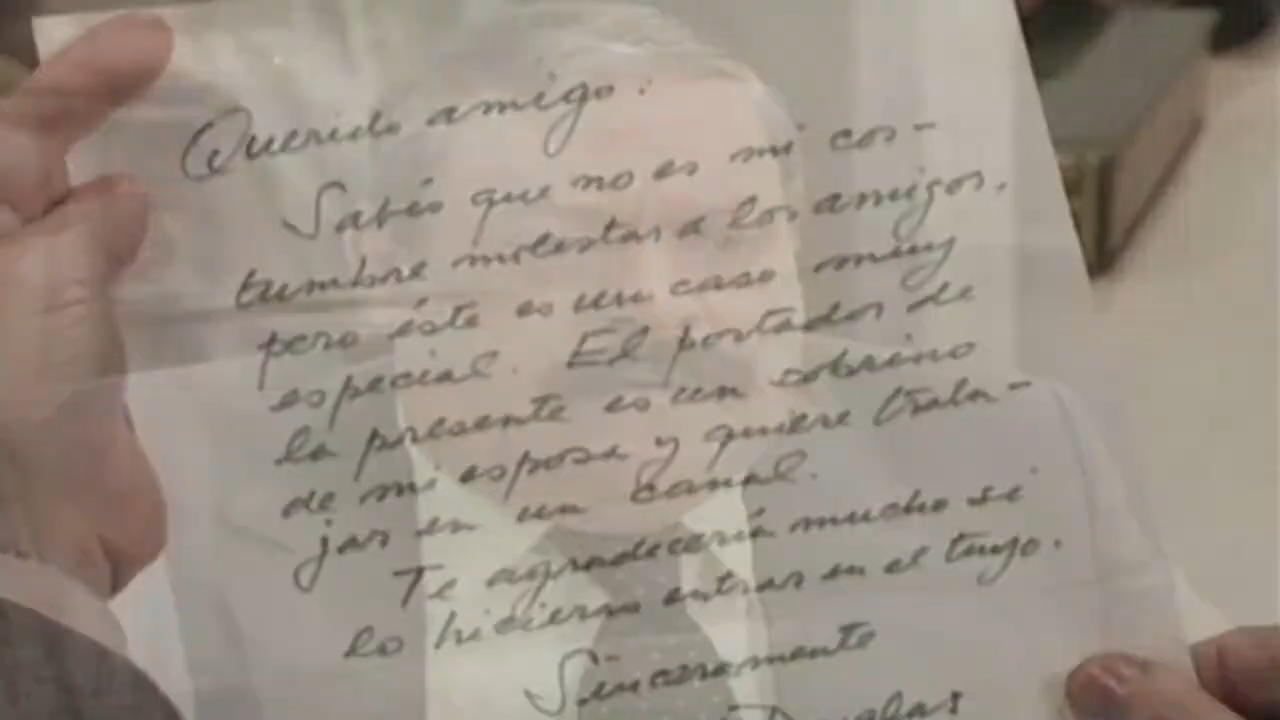 Querido amigo:
Sabés que no es mi cos-
tumbre molestar a los amigos,
pero éste es un caso muy
especial. El portador de
la presente es un sobrino
de mi esposa y quiere traba-
jar en un canal.
Te agradecería mucho si
lo hicieras entrar en el tuyo.
Sinceramente
Douglas